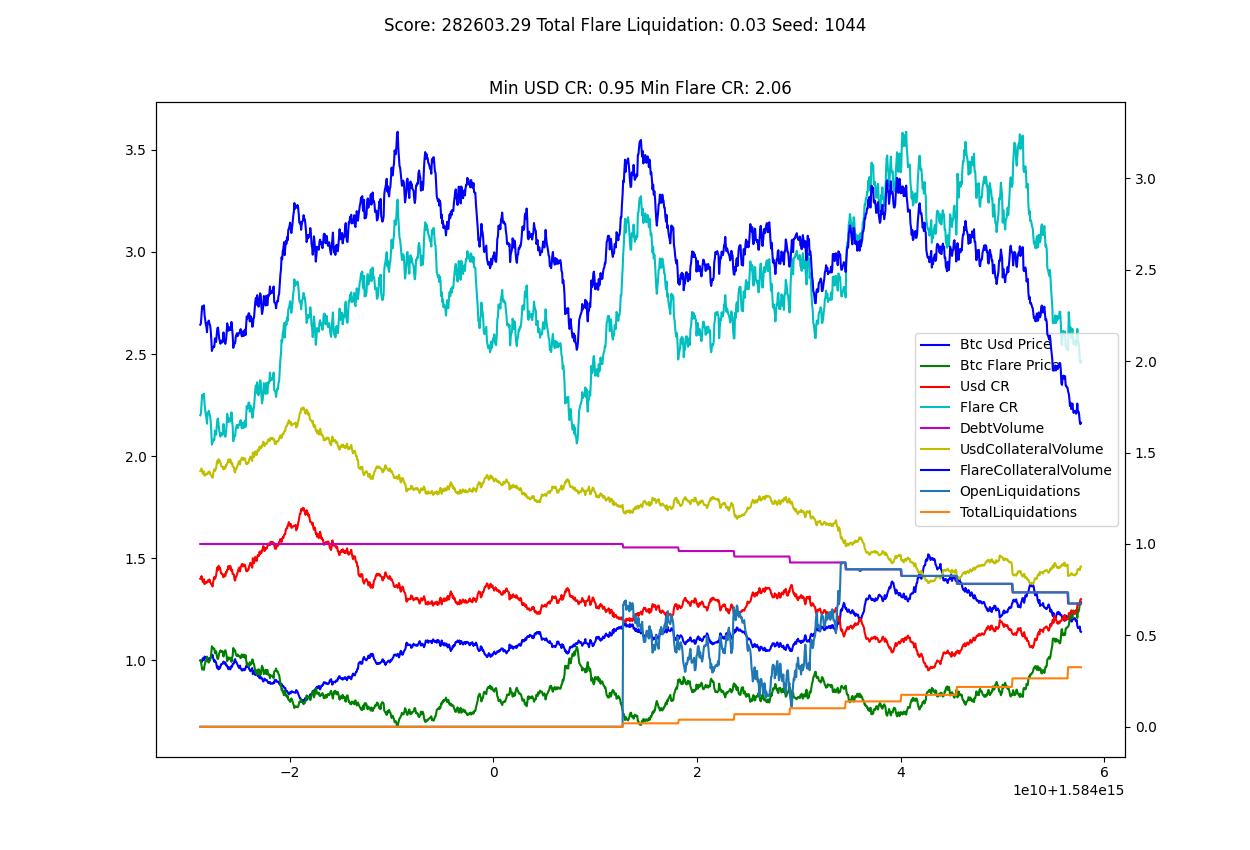 Score: 282603.29 Total Flare Liquidation: 0.03 Seed: 1044
Min USD CR: 0.95 Min Flare CR: 2.06
3.5
3.0
2.5
2.0
1.5
1.0
3.0
2.5
2.0
1.5
1.0
0.5
0.0
Btc Usd Price
Btc Flare Price
Usd CR
Flare CR
DebtVolume
UsdCollateralVolume
FlareCollateralVolume
OpenLiquidations
TotalLiquidations
−2
0
2
4
6
1e10+1.584e15